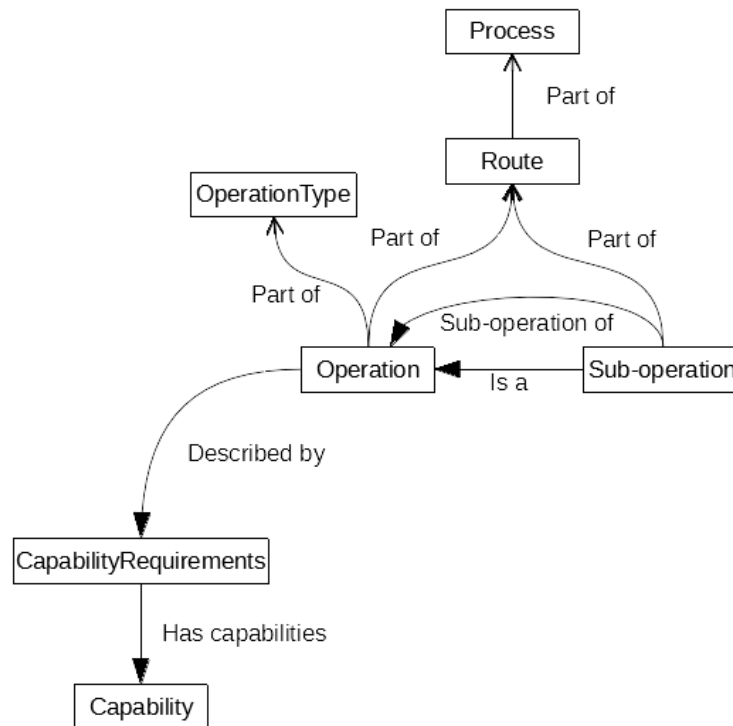 Process
Part of
Route
OperationType
Part of
Part of
Part of
Sub-operation of
Operation
Is a
Sub-operation
Described by
CapabilityRequirements
Has capabilities
Capability